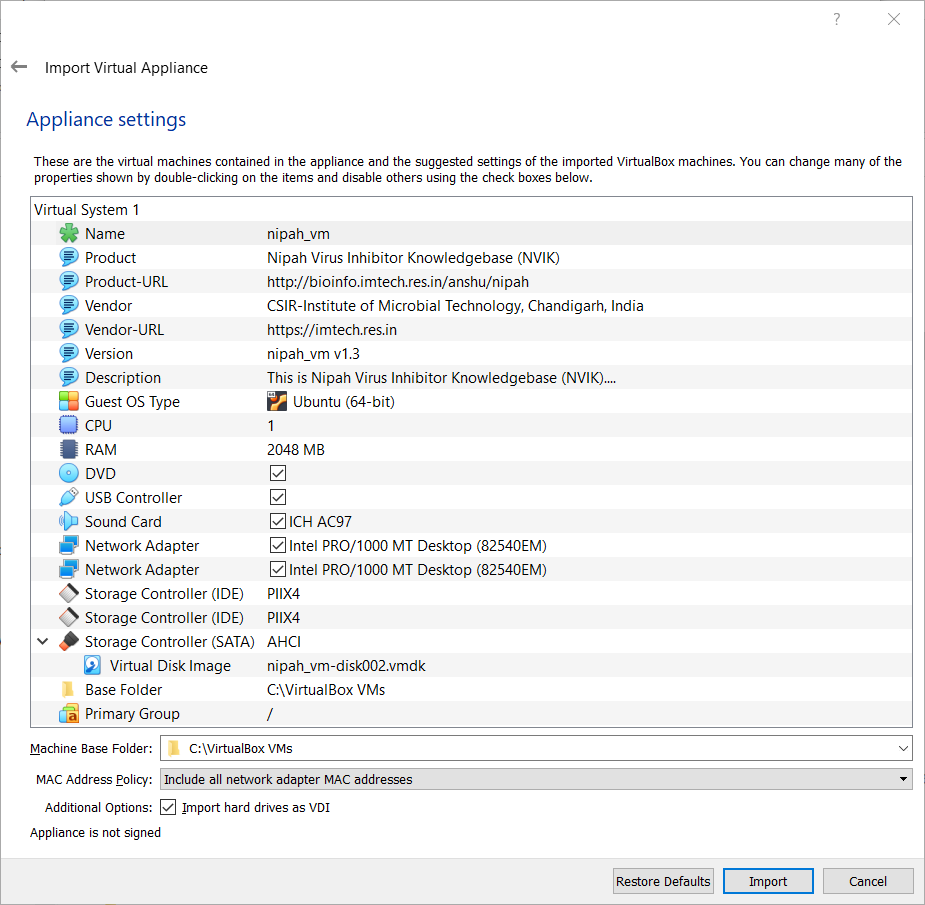 ?
Import Virtual Appliance
Appliance settings
These are the virtual machines contained in the appliance and the suggested settings of the imported VirtualBox machines. You can change many of the
properties shown by double-clicking on the items and disable others using the check boxes below.
Virtual System 1
Name nipah_vm
Product Nipah Virus Inhibitor Knowledgebase (NVIK)
Product-URL http://bioinfo.imtech.res.in/anshu/nipah
Vendor CSIR-Institute of Microbial Technology, Chandigarh, India
Vendor-URL https://imtech.res.in
Version nipah_vm v1.3
Description This is Nipah Virus Inhibitor Knowledgebase (NVIK)....
Guest OS Type Ubuntu (64-bit)
CPU 1
RAM 2048 MB
DVD
USB Controller
Sound Card ICH AC97
Network Adapter Intel PRO/1000 MT Desktop (82540EM)
Network Adapter Intel PRO/1000 MT Desktop (82540EM)
Storage Controller (IDE) PIIX4
Storage Controller (IDE) PIIX4
Storage Controller (SATA) AHCI
Virtual Disk Image nipah_vm-disk002.vmdk
Base Folder C:\VirtualBox VMs
Primary Group /
Machine Base Folder: C:\VirtualBox VMs
MAC Address Policy: Include all network adapter MAC addresses
Additional Options: Import hard drives as VDI
Appliance is not signed
Restore Defaults Import Cancel